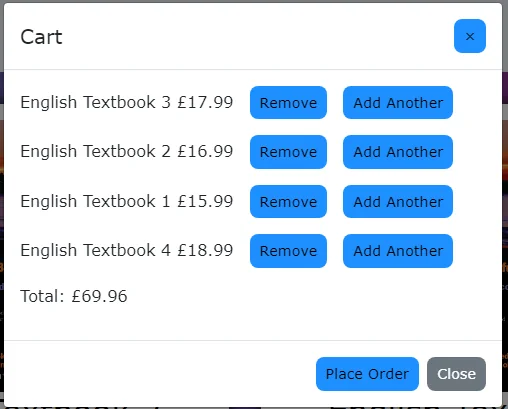 Cart ×
English Textbook 3 £17.99 Remove Add Another
English Textbook 2 £16.99 Remove Add Another
English Textbook 1 £15.99 Remove Add Another
English Textbook 4 £18.99 Remove Add Another
Total: £69.96
Place Order Close